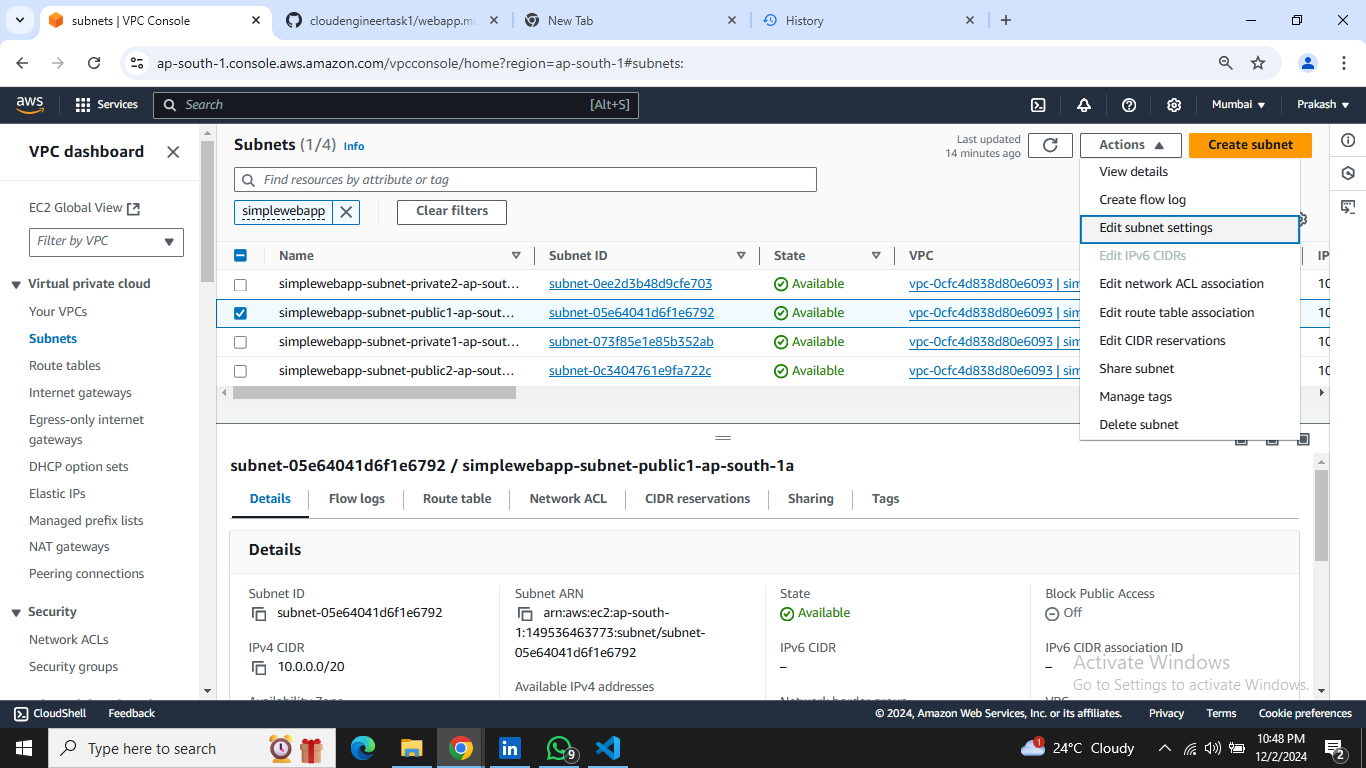 subnets | VPC Console
cloudengineertask1/webapp.mo
New Tab
History
ap-south-1.console.aws.amazon.com/vpcconsole/home?region=ap-south-1#subnets:
aws
Services
Search
[Alt+S]
Mumbai
Prakash
VPC dashboard
EC2 Global View
Filter by VPC
Virtual private cloud
Your VPCs
Subnets
Route tables
Internet gateways
Egress-only internet
gateways
DHCP option sets
Elastic IPs
Managed prefix lists
NAT gateways
Peering connections
Security
Network ACLs
Security groups
Subnets (1/4) Info
Last updated
14 minutes ago
Actions
Create subnet
Find resources by attribute or tag
simplewebapp
Clear filters
View details
Create flow log
Edit subnet settings
Edit IPv6 CIDRs
Edit network ACL association
Edit route table association
Edit CIDR reservations
Share subnet
Manage tags
Delete subnet
Name Subnet ID State VPC IP
simplewebapp-subnet-private2-ap-sout... subnet-0ee2d3b48d9cfe703 Available vpc-0cfc4d838d80e6093 | sim 10
simplewebapp-subnet-public1-ap-sout... subnet-05e64041d6f1e6792 Available vpc-0cfc4d838d80e6093 | sim 10
simplewebapp-subnet-private1-ap-sout... subnet-073f85e1e85b352ab Available vpc-0cfc4d838d80e6093 | sim 10
simplewebapp-subnet-public2-ap-sout... subnet-0c3404761e9fa722c Available vpc-0cfc4d838d80e6093 | sim 10
subnet-05e64041d6f1e6792 / simplewebapp-subnet-public1-ap-south-1a
Details Flow logs Route table Network ACL CIDR reservations Sharing Tags
Details
Subnet ID
subnet-05e64041d6f1e6792
IPv4 CIDR
10.0.0.0/20
Availability Zone
Subnet ARN
arn:aws:ec2:ap-south-
1:149536463773:subnet/subnet-
05e64041d6f1e6792
Available IPv4 addresses
State
Available
IPv6 CIDR
–
Network border group
Block Public Access
Off
IPv6 CIDR association ID
–
VPC
Activate Windows
Go to Settings to activate Windows.
CloudShell
Feedback
© 2024, Amazon Web Services, Inc. or its affiliates.
Privacy
Terms
Cookie preferences
Type here to search
9
1
24°C Cloudy
10:48 PM
12/2/2024
2